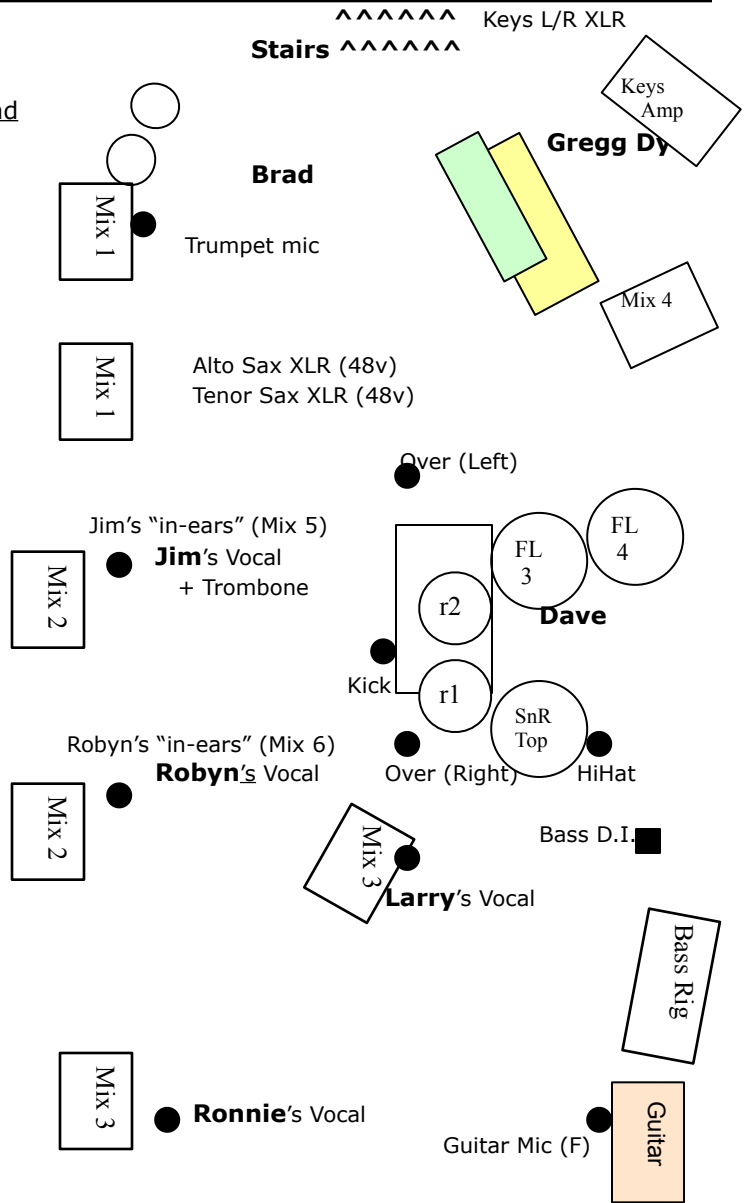 ^^^^^^ Keys L/R XLR
Stairs ^^^^^^
Keys
Amp
Gregg Dy
Brad
Mix 1
Trumpet mic
Mix 4
Mix 1
Alto Sax XLR (48v)
Tenor Sax XLR (48v)
Over (Left)
Jim's “in-ears” (Mix 5)
Jim's Vocal
+ Trombone
Mix 2
FL
3
FL
4
r2
Dave
Kick
r1
SnR
Top
Robyn's “in-ears” (Mix 6)
Robyn's Vocal
Over (Right)
HiHat
Mix 2
Mix 3
Bass D.I.
Larry's Vocal
Bass Rig
Mix 3
Ronnie's Vocal
Guitar Mic (F)
Guitar